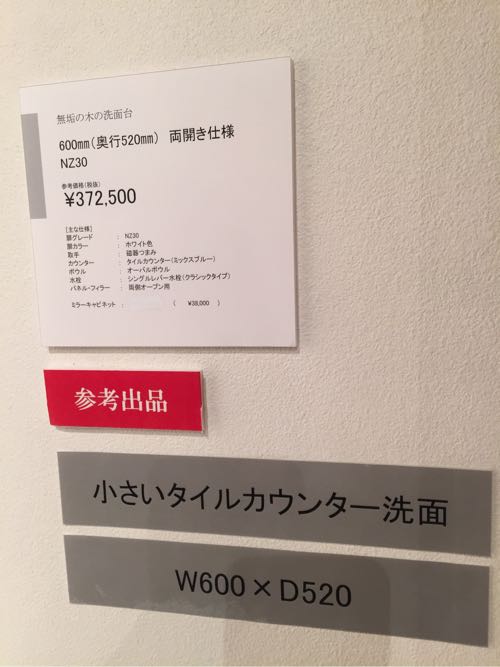 無垢の木の洗面台
600mm(奥行520mm) 両開き仕様
NZ30
参考価格(税抜)
¥372,500
[主な仕様]
扉グレード : NZ30
扉カラー : ホワイト色
取手 : 磁器つまみ
カウンター : タイルカウンター(ミックスブルー)
ボウル : オーバルボウル
水栓 : シングルレバー水栓(クラシックタイプ)
パネル・フィラー : 両側オープン用
ミラーキャビネット : ( ¥38,000 )
参考出品
小さいタイルカウンター洗面
W600×D520